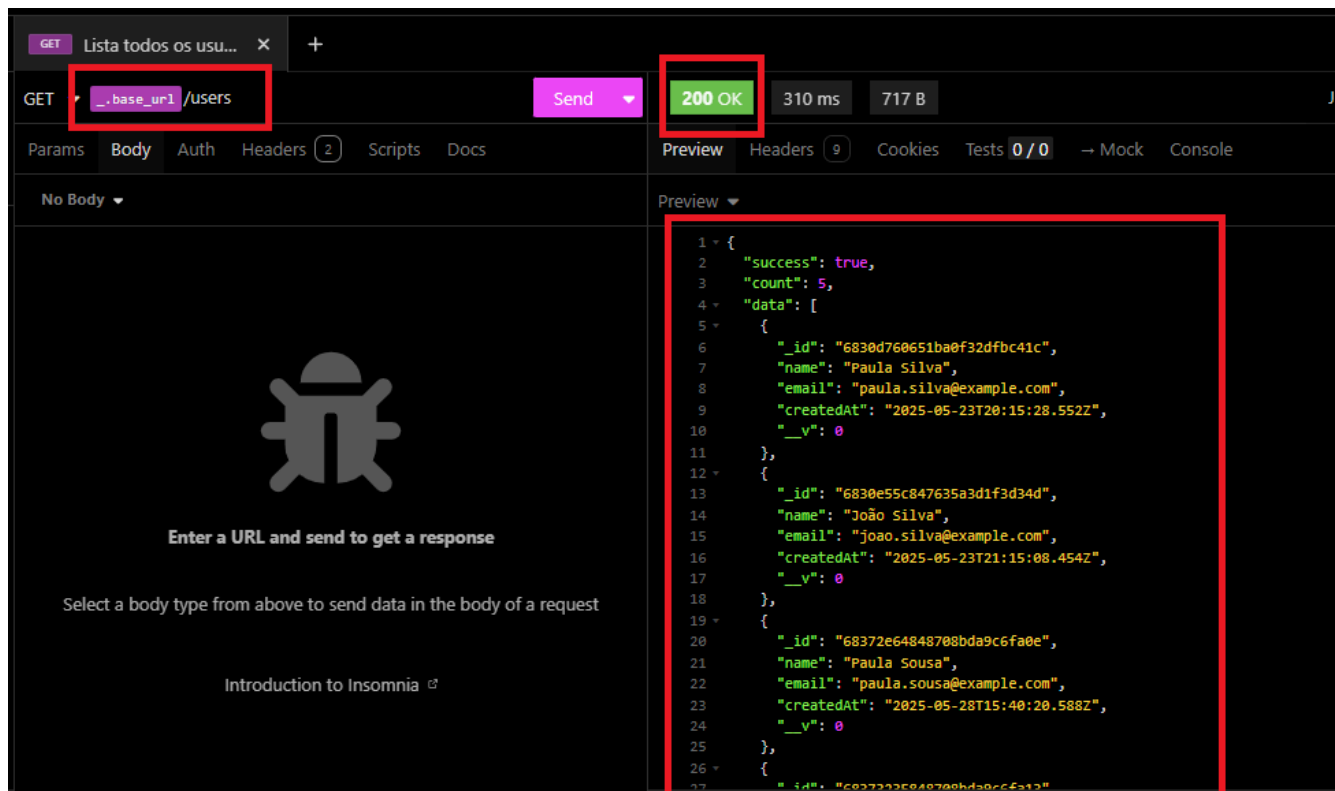 GET Lista todos os usu... × +
GET _.base_url /users Send
200 OK 310 ms 717 B
Params Body Auth Headers 2 Scripts Docs
Preview Headers 9 Cookies Tests 0 / 0 → Mock Console
No Body
Preview
Enter a URL and send to get a response
Select a body type from above to send data in the body of a request
Introduction to Insomnia
1 {
2 "success": true,
3 "count": 5,
4 "data": [
5 {
6 "_id": "6830d760651ba0f32dfbc41c",
7 "name": "Paula Silva",
8 "email": "paula.silva@example.com",
9 "createdAt": "2025-05-23T20:15:28.552Z",
10 "__v": 0
11 },
12 {
13 "_id": "6830e55c847635a3d1f3d34d",
14 "name": "João Silva",
15 "email": "joao.silva@example.com",
16 "createdAt": "2025-05-23T21:15:08.454Z",
17 "__v": 0
18 },
19 {
20 "_id": "68372e64848708bda9c6fa0e",
21 "name": "Paula Sousa",
22 "email": "paula.sousa@example.com",
23 "createdAt": "2025-05-28T15:40:20.588Z",
24 "__v": 0
25 },
26 {
27 "_id":